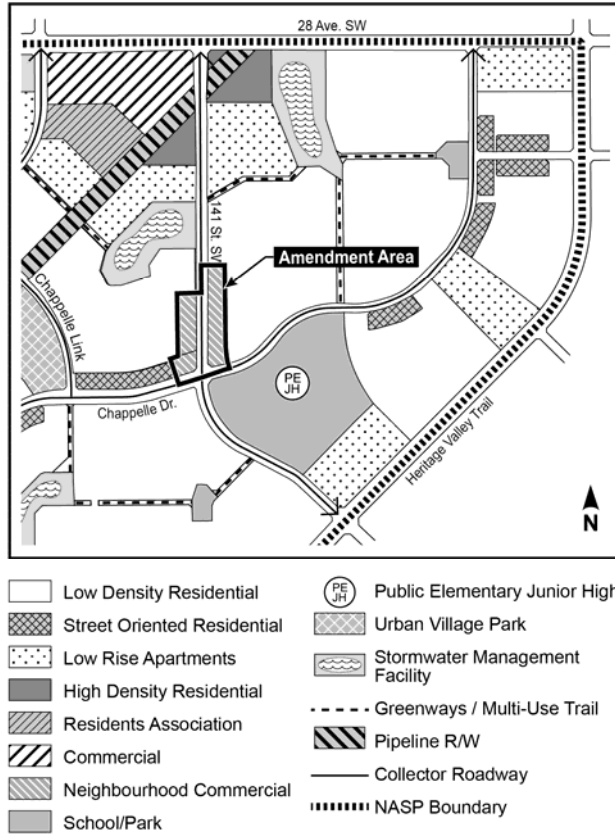 28 Ave. SW
141 St. SW
Amendment Area
Chappelle Link
PE
JH
Chappelle Dr.
Heritage Valley Trail
N
Low Density Residential
Street Oriented Residential
Low Rise Apartments
High Density Residential
Residents Association
Commercial
Neighbourhood Commercial
School/Park
PE
JH
Public Elementary Junior High
Urban Village Park
Stormwater Management
Facility
Greenways / Multi-Use Trail
Pipeline R/W
Collector Roadway
NASP Boundary